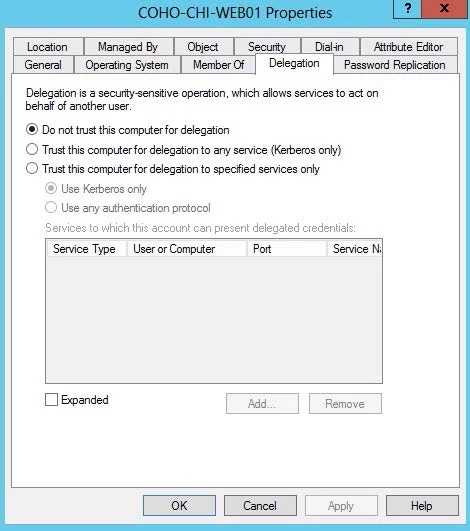 COHO-CHI-WEB01 Properties
? x
Location Managed By Object Security Dial-in Attribute Editor
General Operating System Member Of Delegation Password Replication
Delegation is a security-sensitive operation, which allows services to act on
behalf of another user.
Do not trust this computer for delegation
Trust this computer for delegation to any service (Kerberos only)
Trust this computer for delegation to specified services only
Use Kerberos only
Use any authentication protocol
Services to which this account can present delegated credentials:
Service Type User or Computer Port Service Na
Expanded Add... Remove
OK Cancel Apply Help